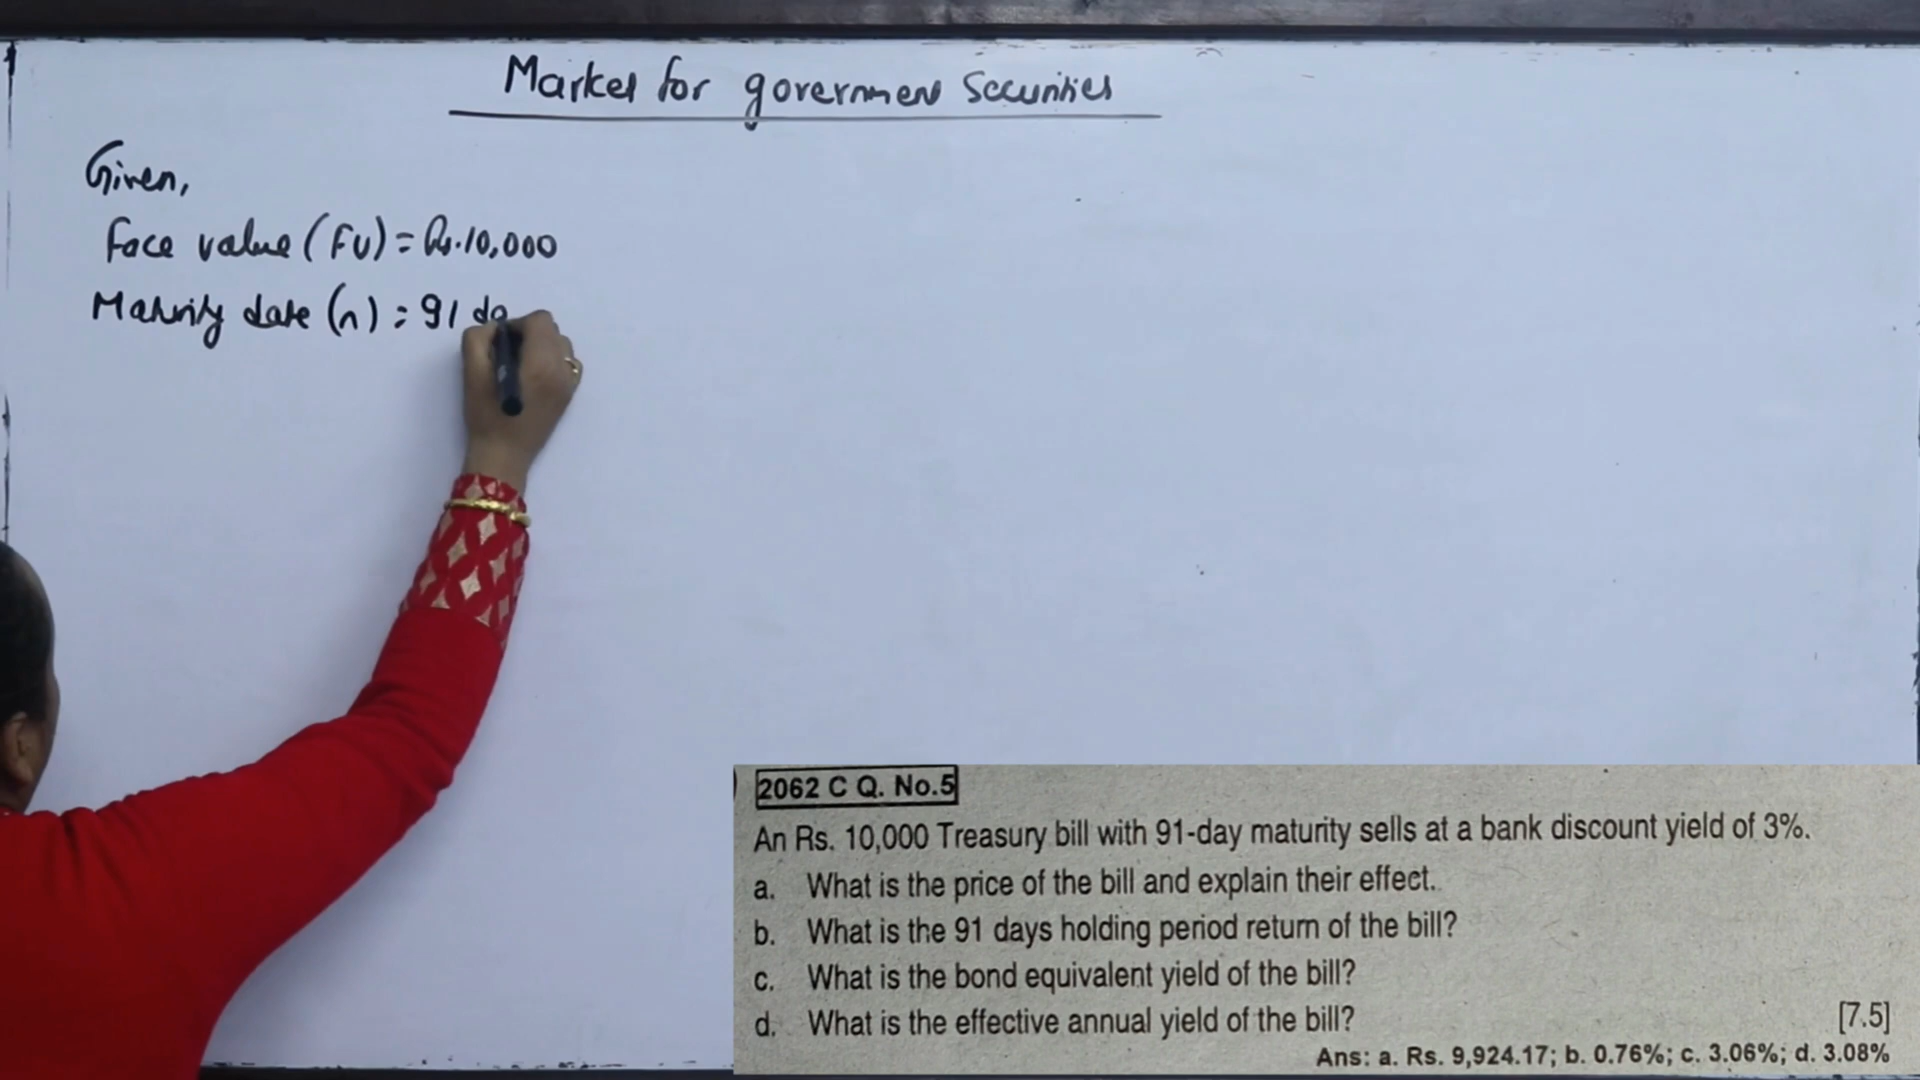 Market for government Securities
Given,
Face value (FV) = Rs.10,000
Maturity date (n) = 91 da
2062 C Q. No.5
An Rs. 10,000 Treasury bill with 91-day maturity sells at a bank discount yield of 3%.
a. What is the price of the bill and explain their effect.
b. What is the 91 days holding period return of the bill?
c. What is the bond equivalent yield of the bill?
d. What is the effective annual yield of the bill?
[7.5]
Ans: a. Rs. 9,924.17; b. 0.76%; c. 3.06%; d. 3.08%